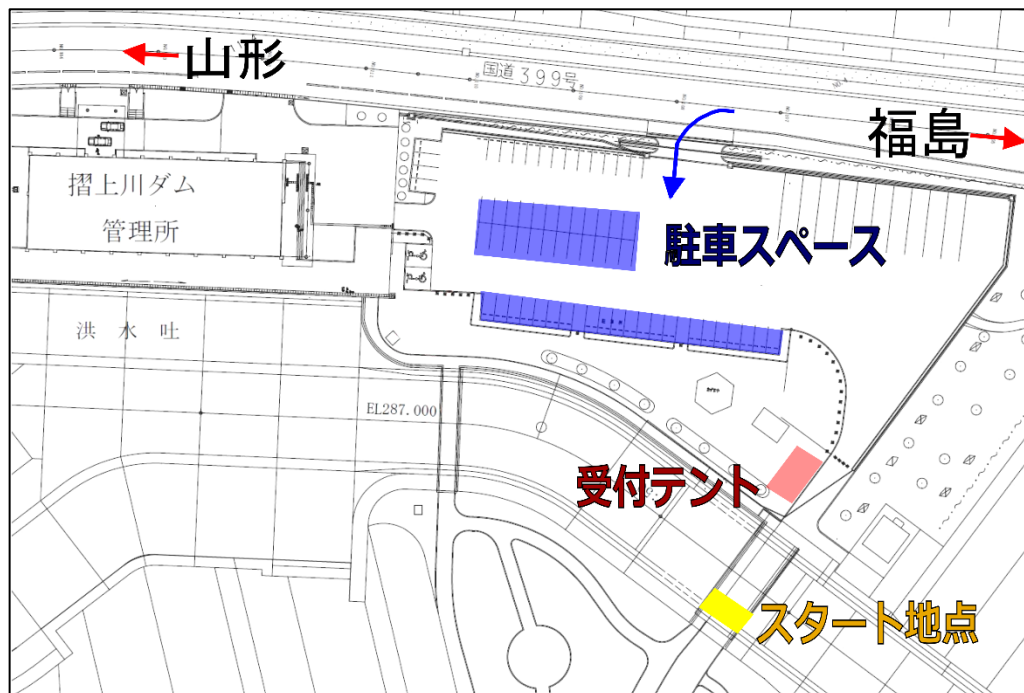 山形
国道399号
福島
摺上川ダム
管理所
駐車スペース
洪水吐
EL287.000
受付テント
スタート地点